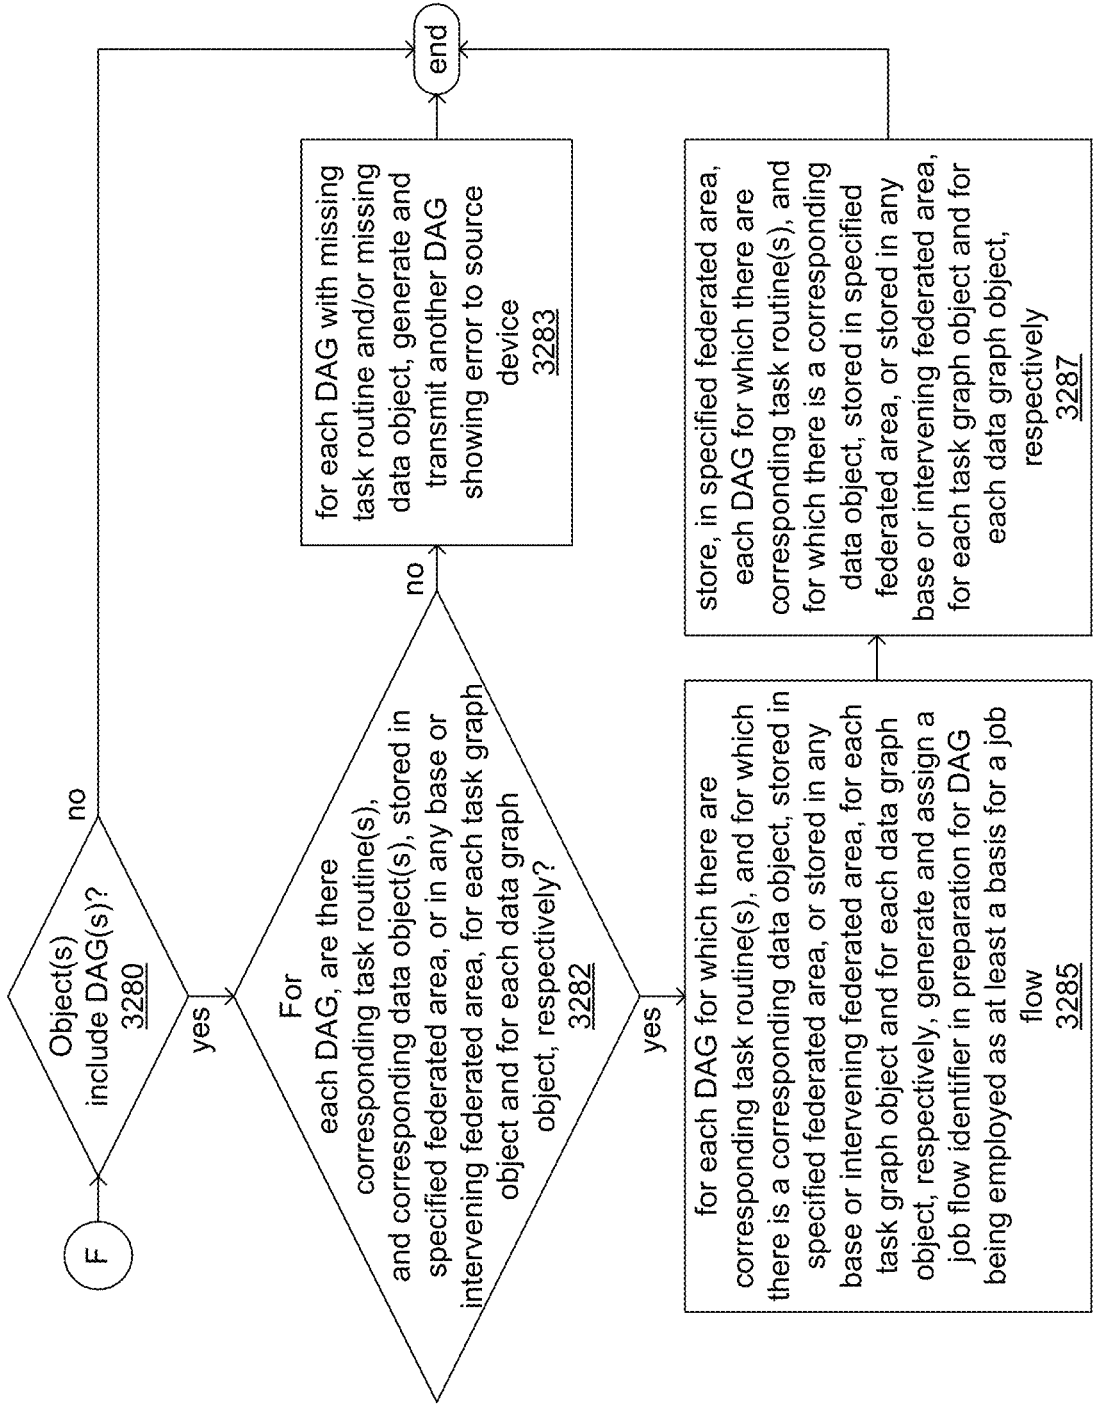 F
Object(s)
include DAG(s)?
3280
no
yes
For
each DAG, are there
corresponding task routine(s),
and corresponding data object(s), stored in
specified federated area, or in any base or
intervening federated area, for each task graph
object and for each data graph
object, respectively?
3282
no
yes
for each DAG with missing
task routine and/or missing
data object, generate and
transmit another DAG
showing error to source
device
3283
end
for each DAG for which there are
corresponding task routine(s), and for which
there is a corresponding data object, stored in
specified federated area, or stored in any
base or intervening federated area, for each
task graph object and for each data graph
object, respectively, generate and assign a
job flow identifier in preparation for DAG
being employed as at least a basis for a job
flow
3285
store, in specified federated area,
each DAG for which there are
corresponding task routine(s), and
for which there is a corresponding
data object, stored in specified
federated area, or stored in any
base or intervening federated area,
for each task graph object and for
each data graph object,
respectively
3287